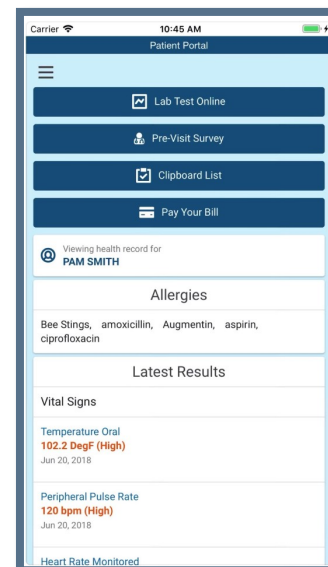 Carrier 10:45 AM
Patient Portal
Lab Test Online
Pre-Visit Survey
Clipboard List
Pay Your Bill
Viewing health record for
PAM SMITH
Allergies
Bee Stings, amoxicillin, Augmentin, aspirin,
ciprofloxacin
Latest Results
Vital Signs
Temperature Oral
102.2 DegF (High)
Jun 20, 2018
Peripheral Pulse Rate
120 bpm (High)
Jun 20, 2018
Heart Rate Monitored